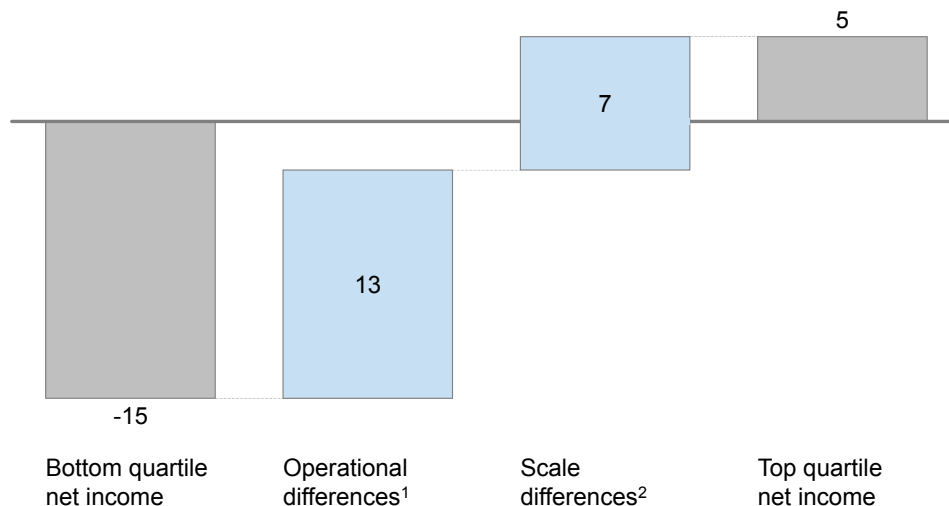 5
7
13
-15
Bottom quartile
net income
Operational
differences¹
Scale
differences²
Top quartile
net income